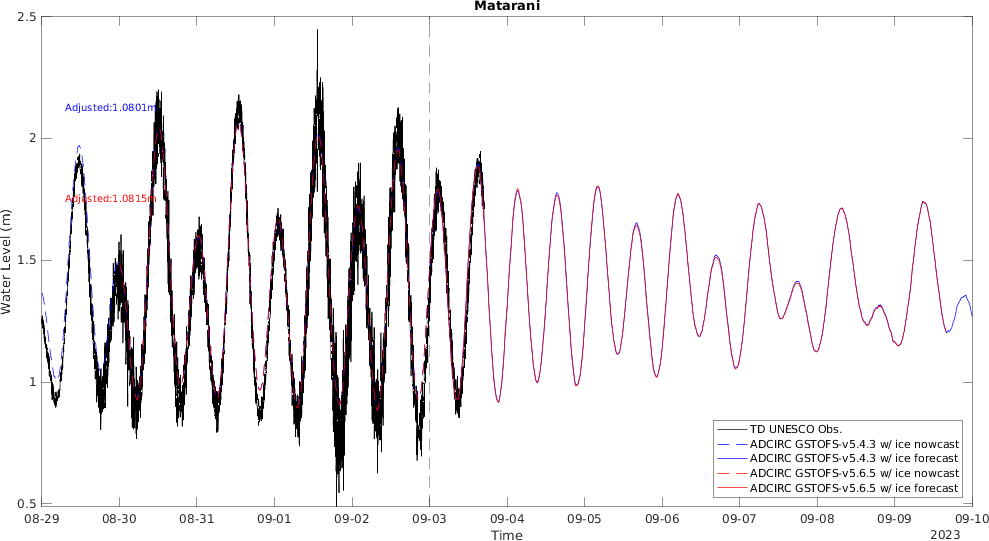 Matarani
2.5
2
1.5
1
0.5
Water Level (m)
Adjusted:1.0801m
Adjusted:1.0815m
TD UNESCO Obs.
ADCIRC GSTOFS-v5.4.3 w/ ice nowcast
ADCIRC GSTOFS-v5.4.3 w/ ice forecast
ADCIRC GSTOFS-v5.6.5 w/ ice nowcast
ADCIRC GSTOFS-v5.6.5 w/ ice forecast
08-29 08-30 08-31 09-01 09-02 09-03 09-04 09-05 09-06 09-07 09-08 09-09 09-10
Time
2023